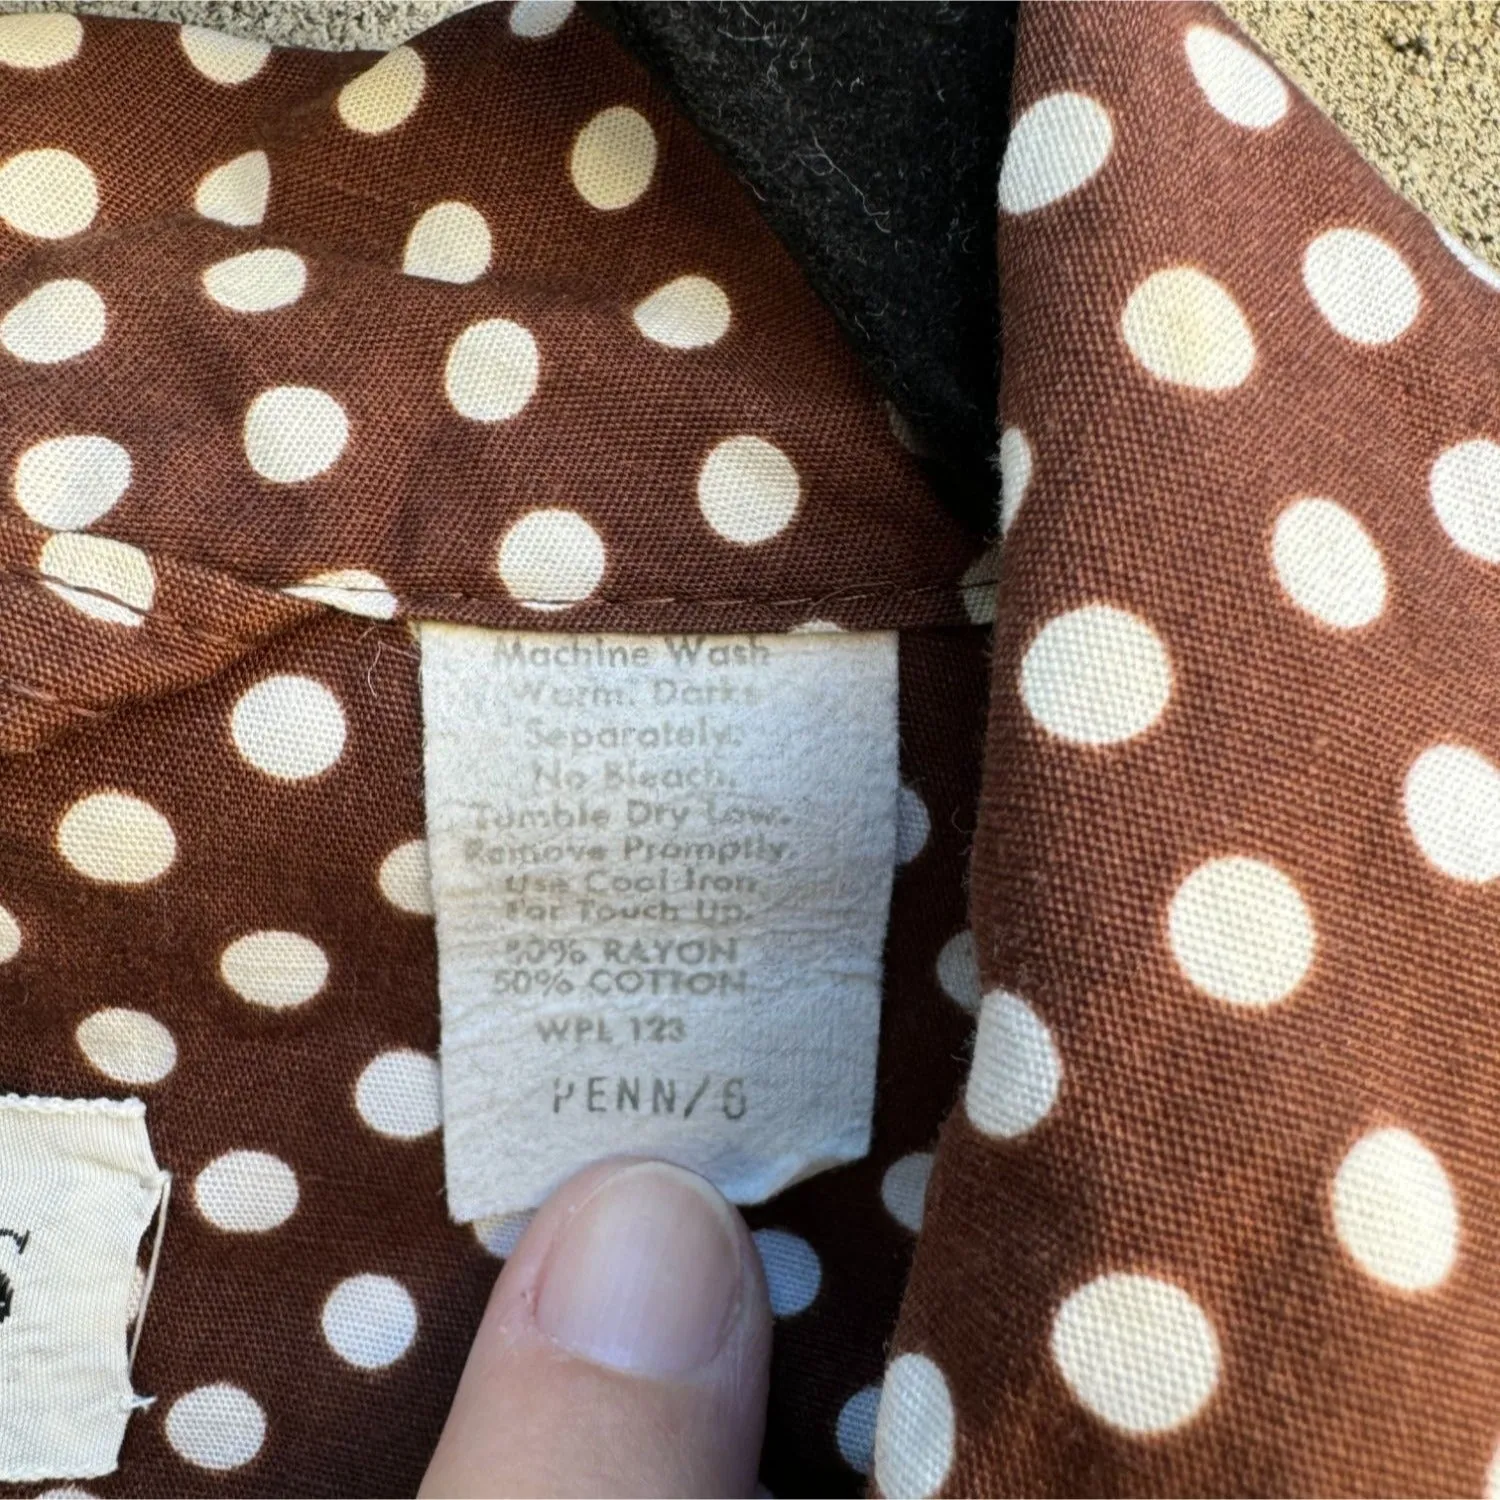 Machine Wash
Warm. Darks
Separately.
No Bleach.
Tumble Dry Low.
Remove Promptly.
Use Cool Iron
For Touch Up.
50% RAYON
50% COTTON
WPL 123
PENN/6
S